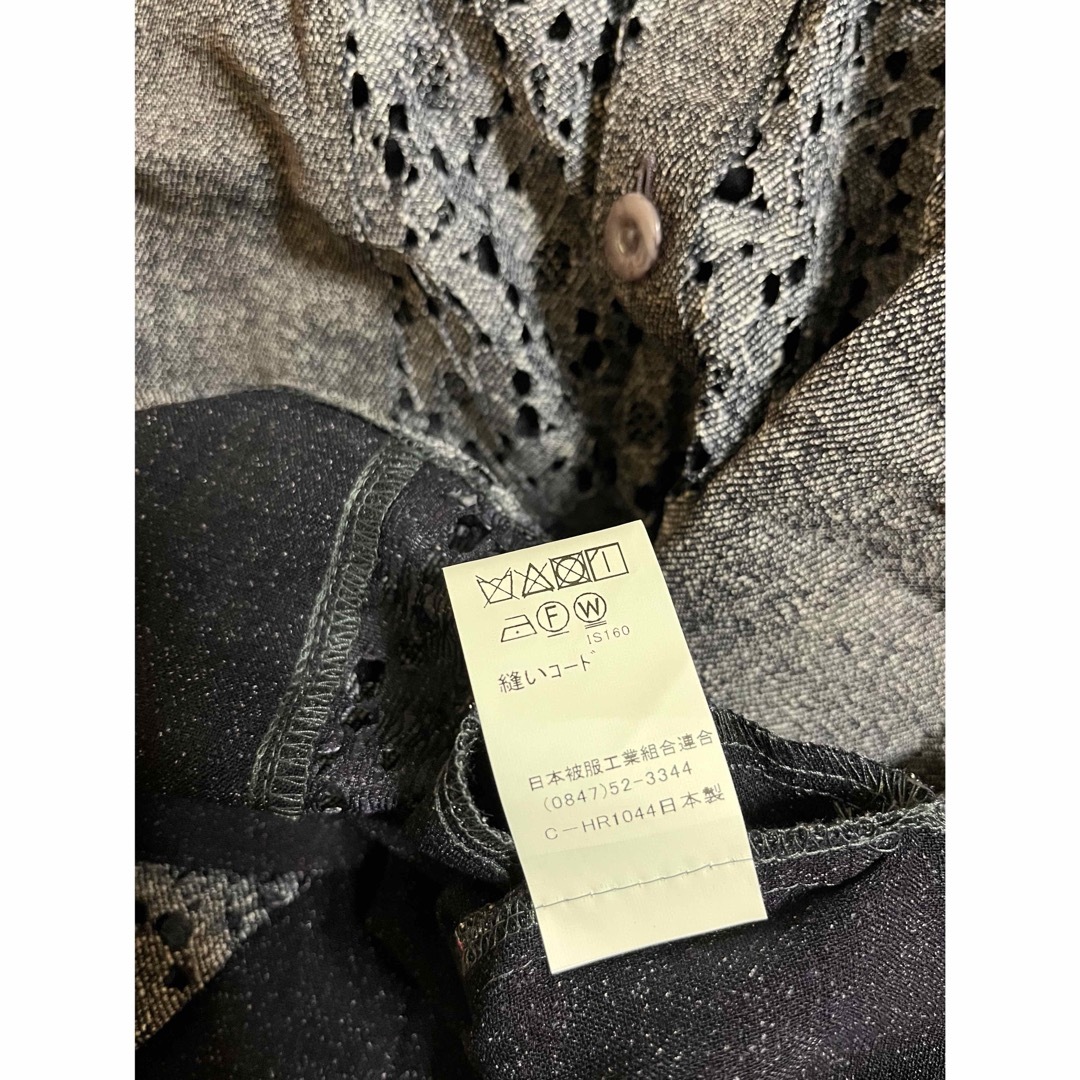 F W
IS160
縫いコード
日本被服工業組合連合
(0847)52-3344
C-HR1044日本製